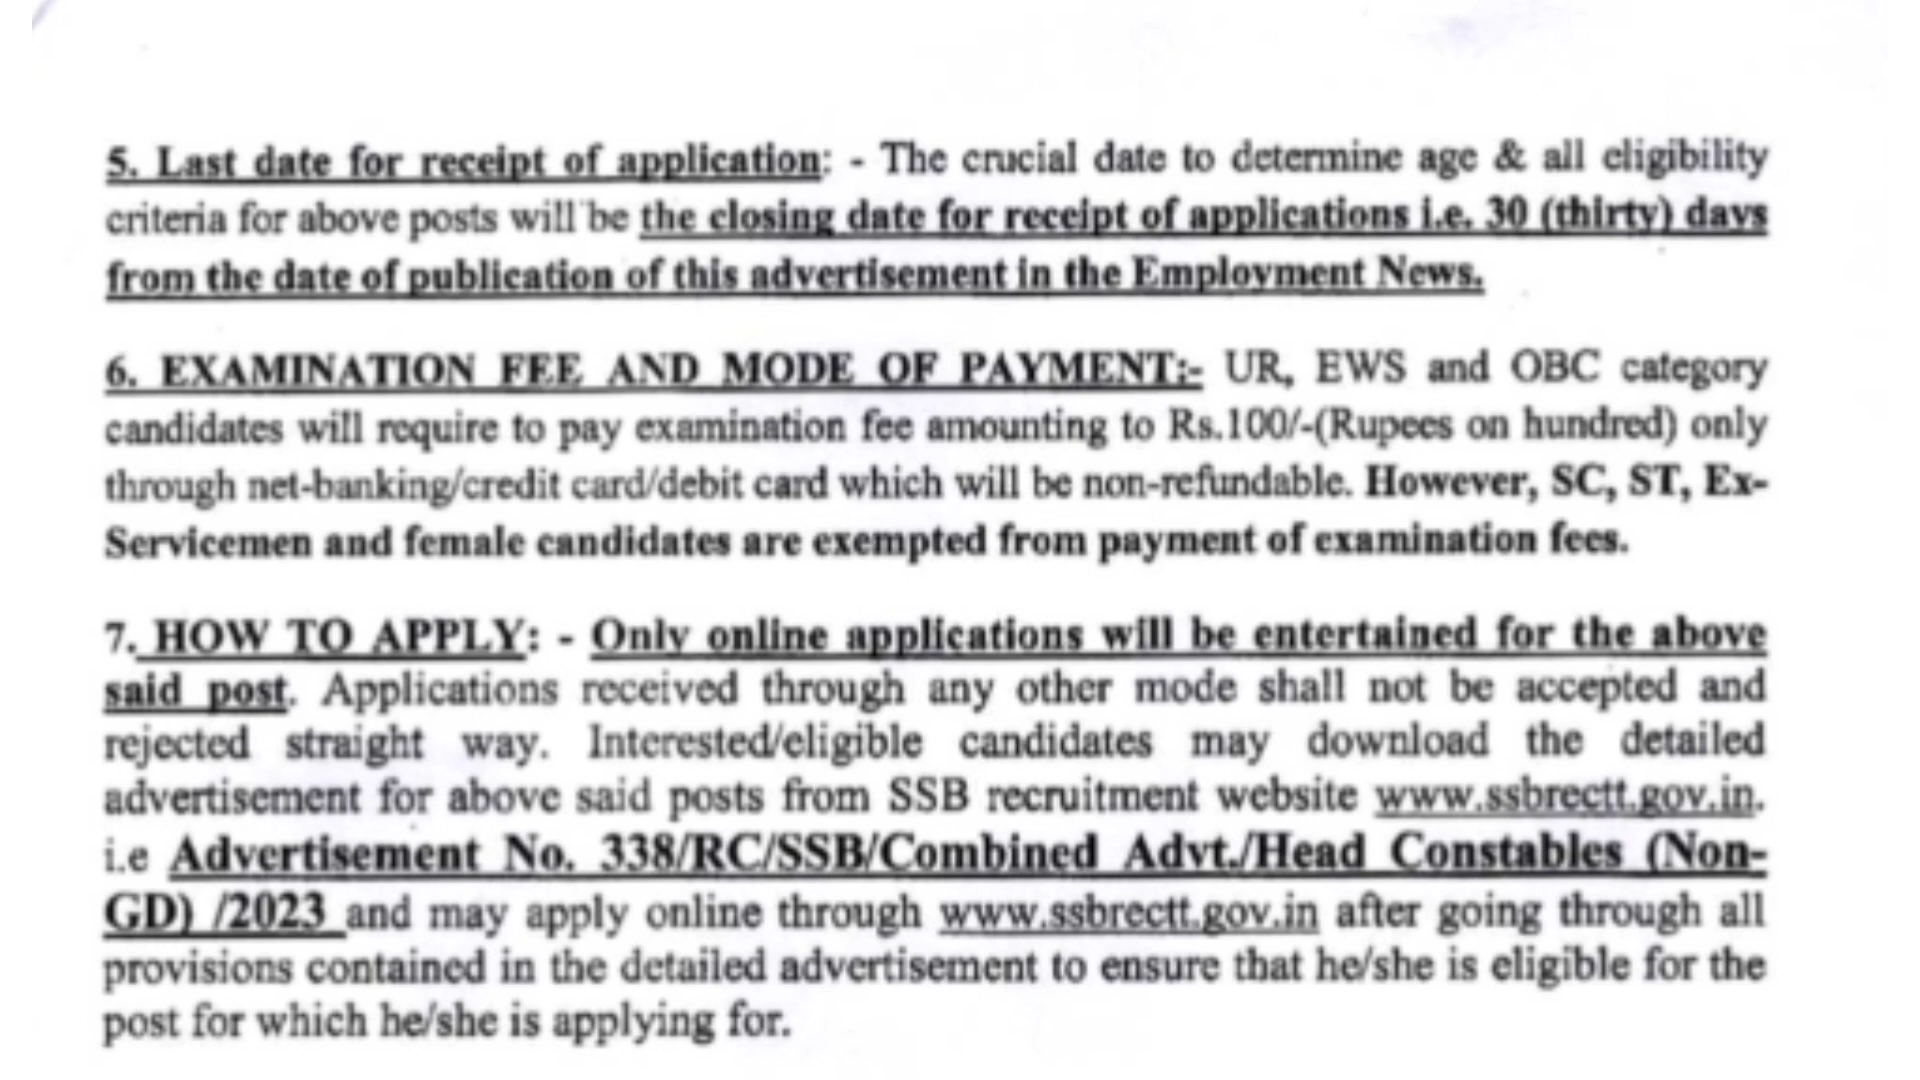 5. Last date for receipt of application: - The crucial date to determine age & all eligibility
criteria for above posts will be the closing date for receipt of applications i.e. 30 (thirty) days
from the date of publication of this advertisement in the Employment News.
6. EXAMINATION FEE AND MODE OF PAYMENT:- UR, EWS and OBC category
candidates will require to pay examination fee amounting to Rs.100/-(Rupees on hundred) only
through net-banking/credit card/debit card which will be non-refundable. However, SC, ST, Ex-
Servicemen and female candidates are exempted from payment of examination fees.
7. HOW TO APPLY: - Only online applications will be entertained for the above
said post. Applications received through any other mode shall not be accepted and
rejected straight way. Interested/eligible candidates may download the detailed
advertisement for above said posts from SSB recruitment website www.ssbrectt.gov.in.
i.e Advertisement No. 338/RC/SSB/Combined Advt./Head Constables (Non-
GD) /2023 and may apply online through www.ssbrectt.gov.in after going through all
provisions contained in the detailed advertisement to ensure that he/she is eligible for the
post for which he/she is applying for.